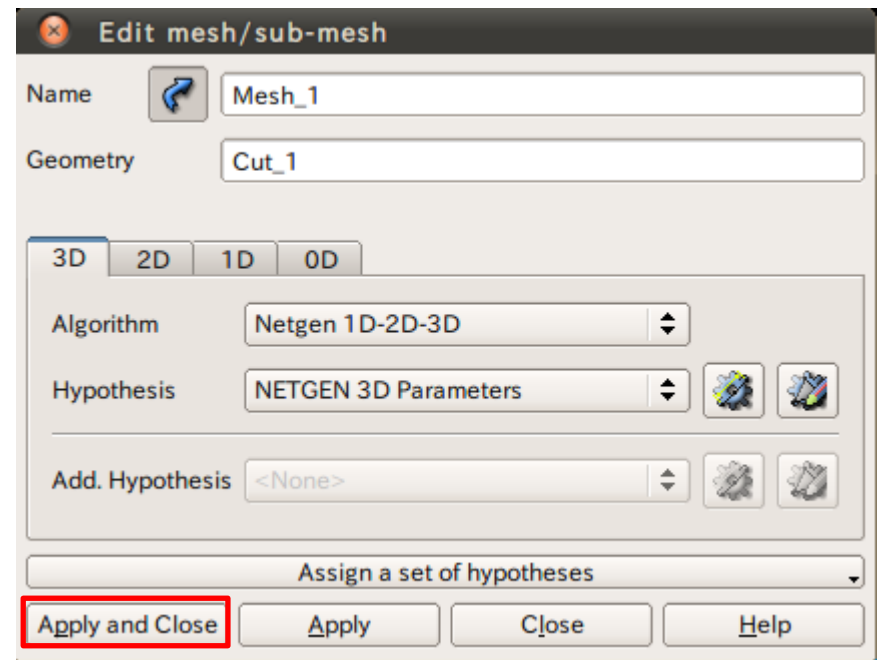 Edit mesh/sub-mesh
Name Mesh_1
Geometry Cut_1
3D 2D 1D 0D
Algorithm Netgen 1D-2D-3D
Hypothesis NETGEN 3D Parameters
Add. Hypothesis <None>
Assign a set of hypotheses
Apply and Close Apply Close Help